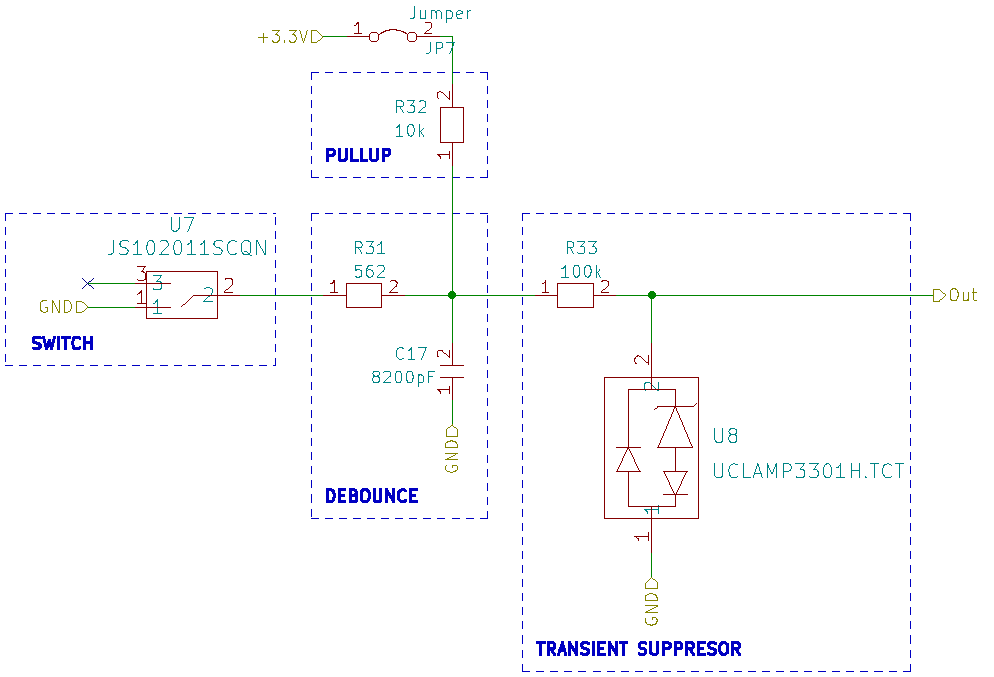 Jumper
+3.3V
1
2
JP7
2
R32
10k
1
PULLUP
U7
JS102011SCQN
3
3
2
2
GND
1
1
SWITCH
R31
562
1
2
R33
100k
1
2
Out
C17
2
8200pF
1
GND
DEBOUNCE
2
2
U8
UCLAMP3301H.TCT
1
1
GND
TRANSIENT SUPPRESOR